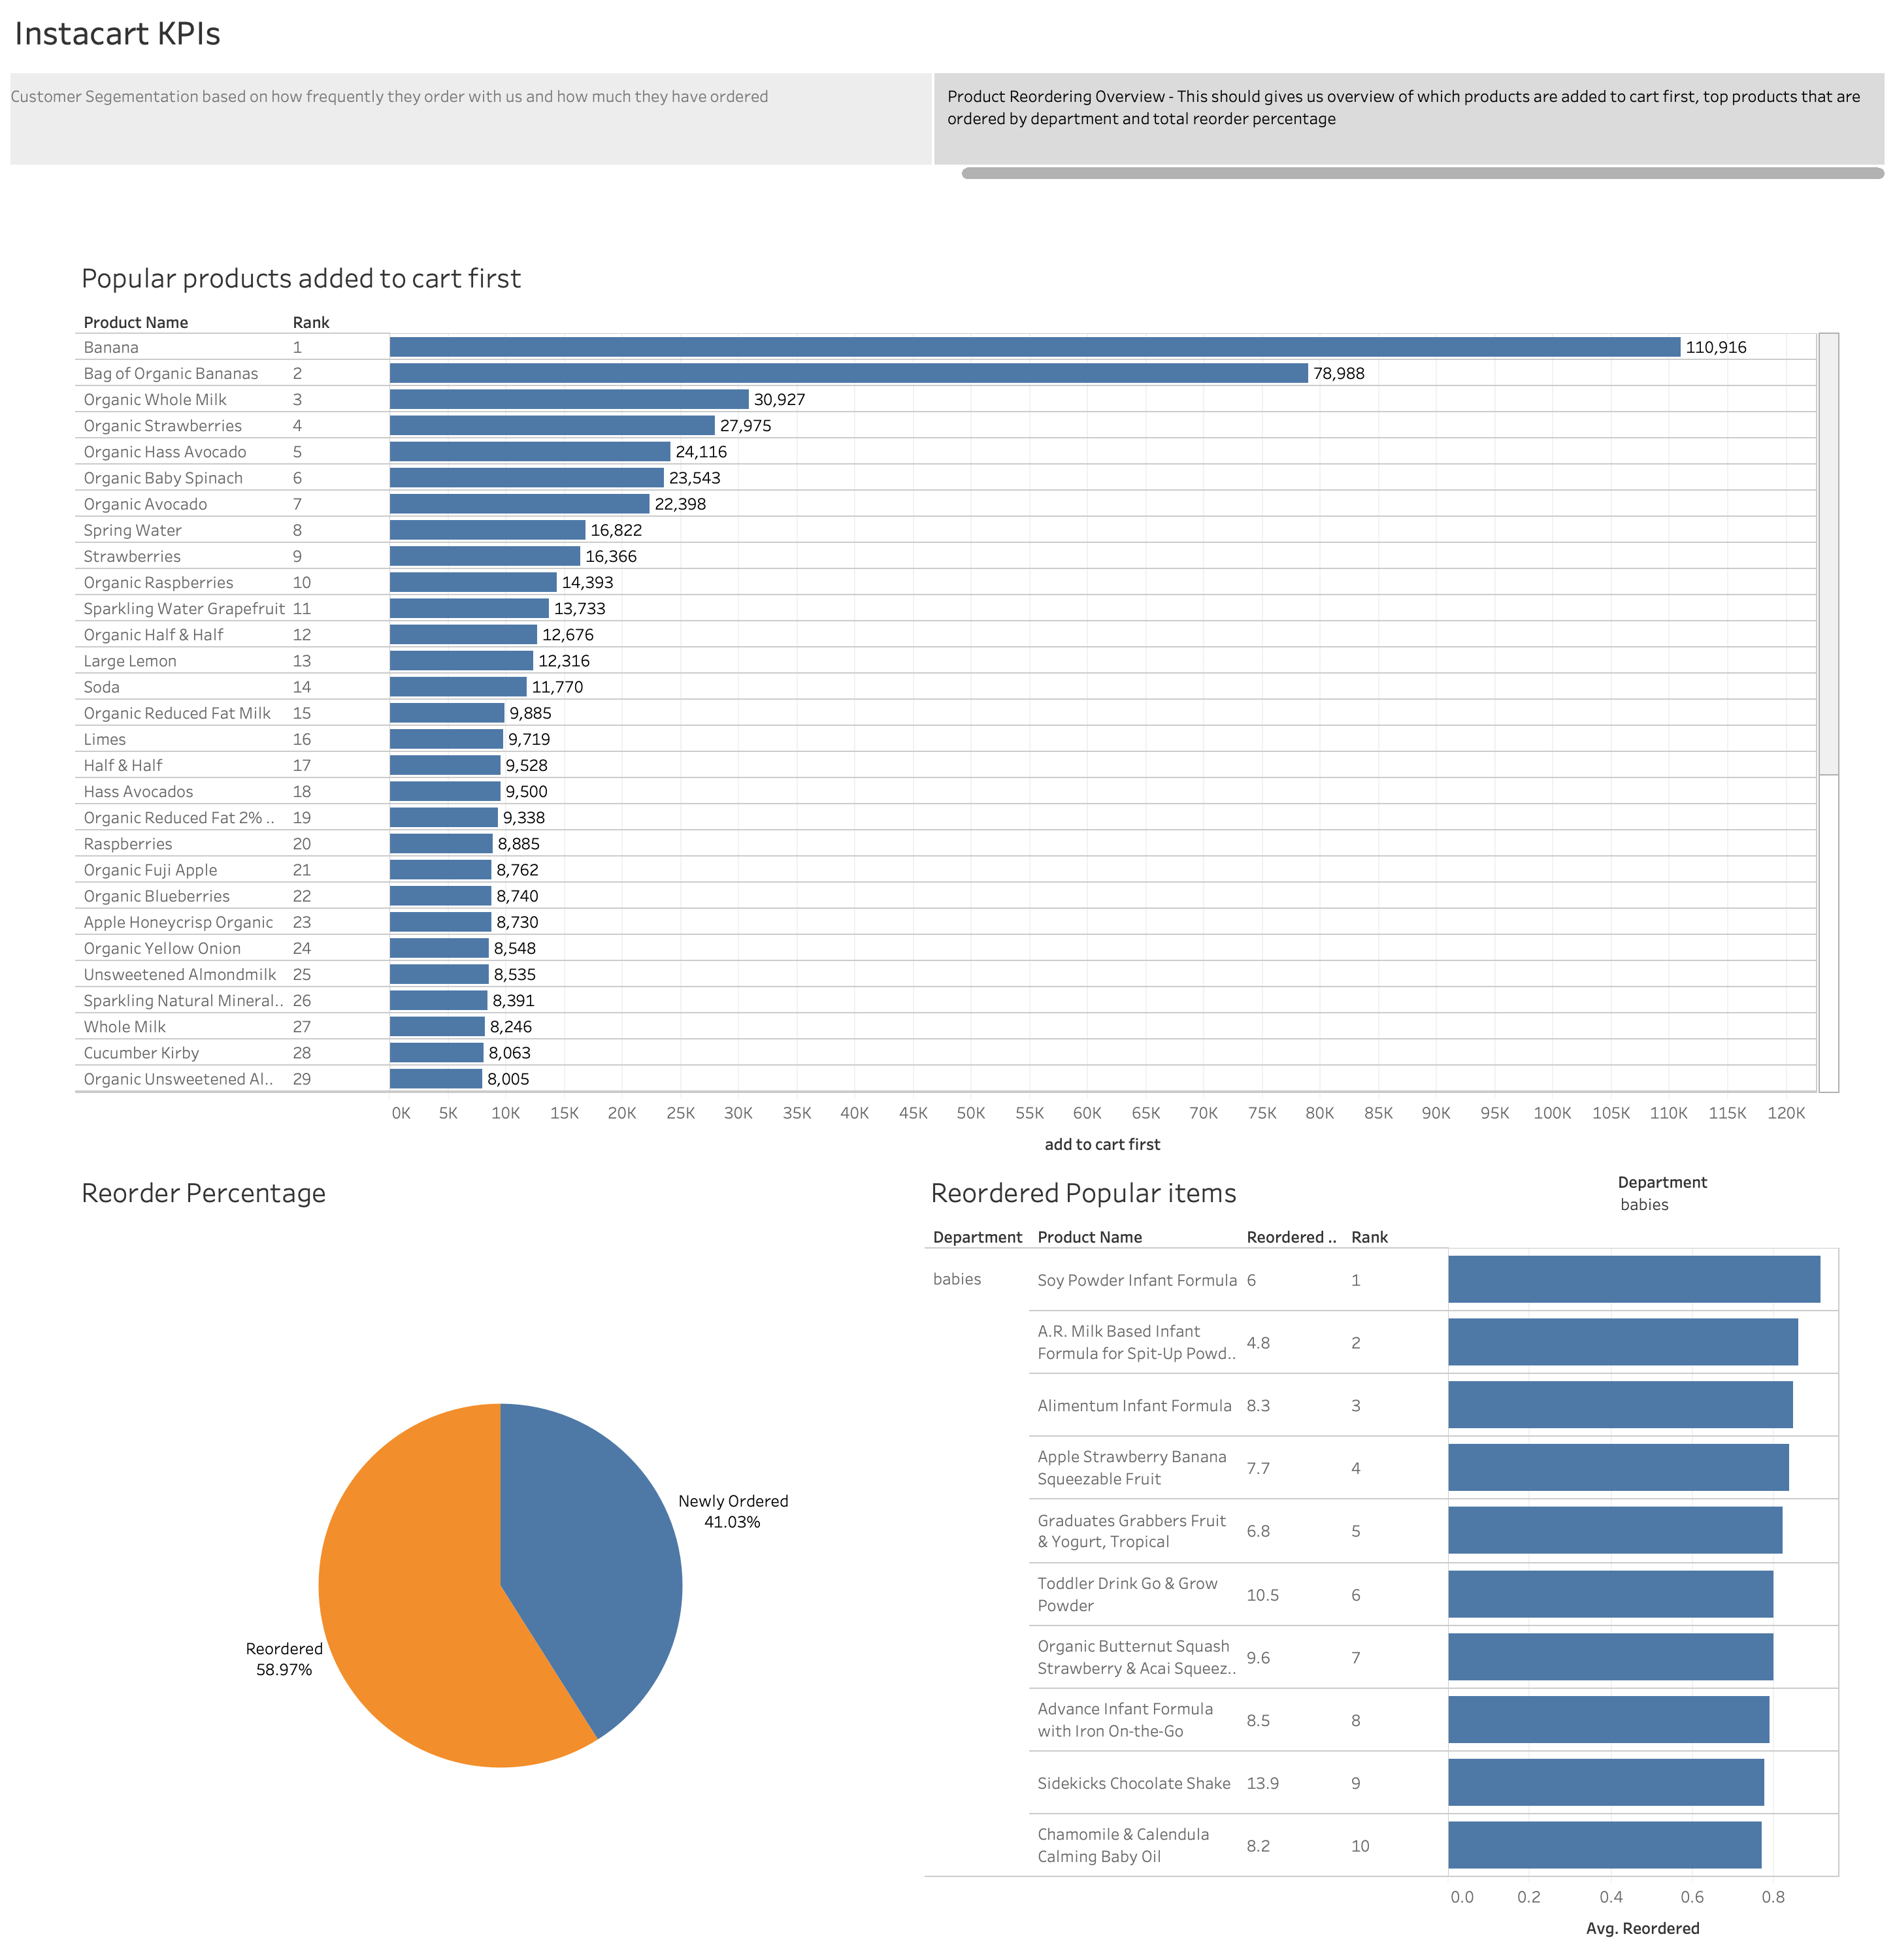 Instacart KPIs
Customer Segementation based on how frequently they order with us and how much they have ordered
Product Reordering Overview - This should gives us overview of which products are added to cart first, top products that are
ordered by department and total reorder percentage
Popular products added to cart first
Product Name Rank
Banana 1 110,916
Bag of Organic Bananas 2 78,988
Organic Whole Milk 3 30,927
Organic Strawberries 4 27,975
Organic Hass Avocado 5 24,116
Organic Baby Spinach 6 23,543
Organic Avocado 7 22,398
Spring Water 8 16,822
Strawberries 9 16,366
Organic Raspberries 10 14,393
Sparkling Water Grapefruit 11 13,733
Organic Half & Half 12 12,676
Large Lemon 13 12,316
Soda 14 11,770
Organic Reduced Fat Milk 15 9,885
Limes 16 9,719
Half & Half 17 9,528
Hass Avocados 18 9,500
Organic Reduced Fat 2% .. 19 9,338
Raspberries 20 8,885
Organic Fuji Apple 21 8,762
Organic Blueberries 22 8,740
Apple Honeycrisp Organic 23 8,730
Organic Yellow Onion 24 8,548
Unsweetened Almondmilk 25 8,535
Sparkling Natural Mineral.. 26 8,391
Whole Milk 27 8,246
Cucumber Kirby 28 8,063
Organic Unsweetened Al.. 29 8,005
0K 5K 10K 15K 20K 25K 30K 35K 40K 45K 50K 55K 60K 65K 70K 75K 80K 85K 90K 95K 100K 105K 110K 115K 120K
add to cart first
Reorder Percentage
Newly Ordered
41.03%
Reordered
58.97%
Reordered Popular items
Department
babies
Department Product Name Reordered .. Rank
babies Soy Powder Infant Formula 6 1
A.R. Milk Based Infant
Formula for Spit-Up Powd.. 4.8 2
Alimentum Infant Formula 8.3 3
Apple Strawberry Banana
Squeezable Fruit 7.7 4
Graduates Grabbers Fruit
& Yogurt, Tropical 6.8 5
Toddler Drink Go & Grow
Powder 10.5 6
Organic Butternut Squash
Strawberry & Acai Squeez.. 9.6 7
Advance Infant Formula
with Iron On-the-Go 8.5 8
Sidekicks Chocolate Shake 13.9 9
Chamomile & Calendula
Calming Baby Oil 8.2 10
0.0 0.2 0.4 0.6 0.8
Avg. Reordered